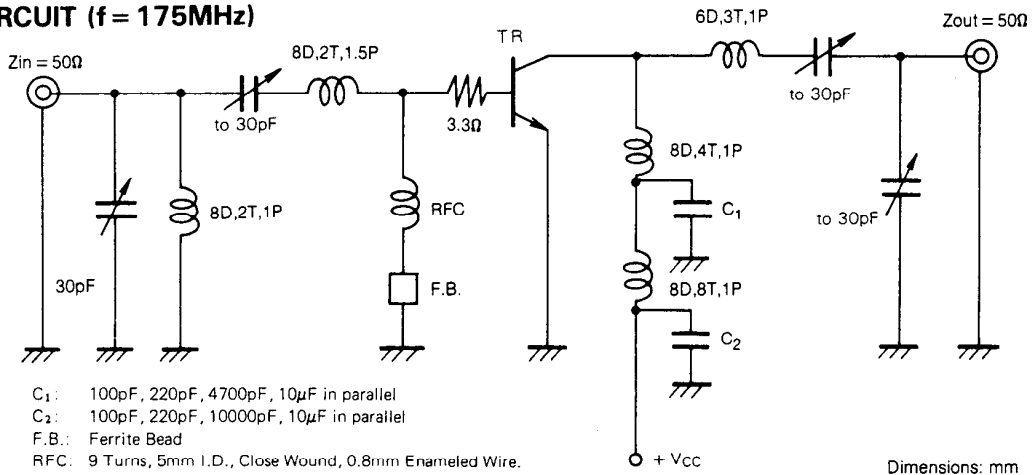 RCUIT (f = 175MHz)
6D,3T,1P
Zout = 50Ω
TR
8D,2T,1.5P
Zin = 50Ω
to 30pF
to 30pF
3.3Ω
8D,4T,1P
RFC
8D,2T,1P
C₁
to 30pF
30pF
F.B.
8D,8T,1P
C₂
C₁: 100pF, 220pF, 4700pF, 10μF in parallel
C₂: 100pF, 220pF, 10000pF, 10μF in parallel
F.B.: Ferrite Bead
RFC: 9 Turns, 5mm I.D., Close Wound, 0.8mm Enameled Wire.
+ Vcc
Dimensions: mm